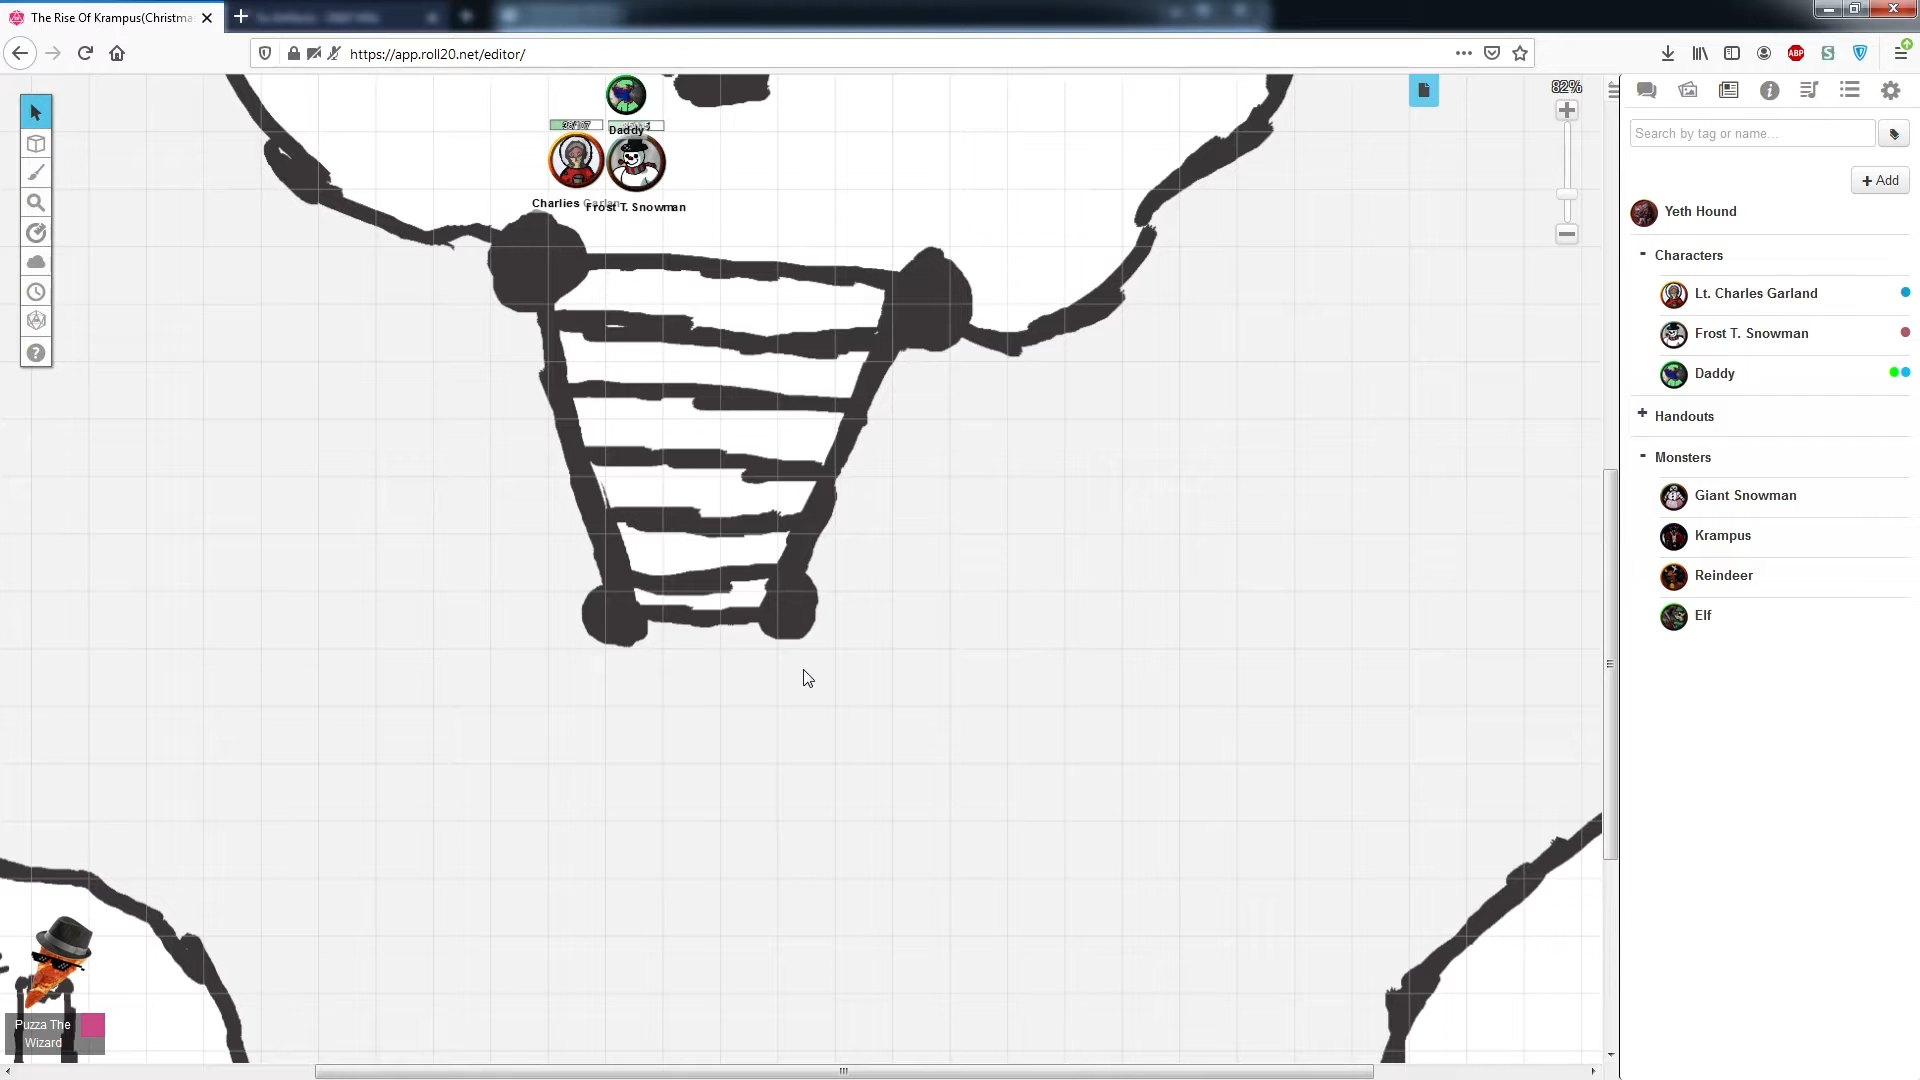 The Rise Of Krampus(Christma
https://app.roll20.net/editor/
ABP
82%
Search by tag or name...
+ Add
Yeth Hound
- Characters
Lt. Charles Garland
Frost T. Snowman
Daddy
+ Handouts
- Monsters
Giant Snowman
Krampus
Reindeer
Elf
Daddy
Charlies
Frost T. Snowman
Puzza The
Wizard